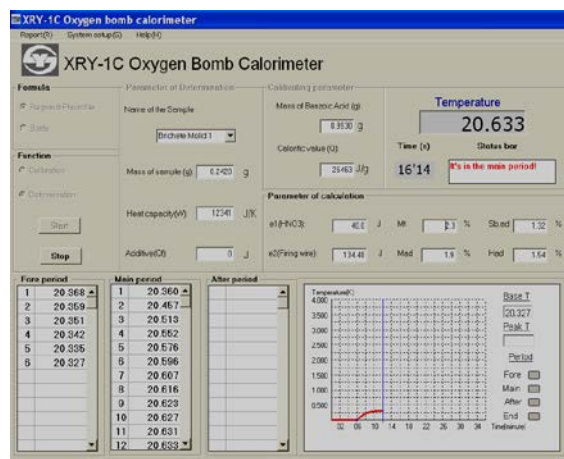 XRY-1C Oxygen bomb calorimeter
Report(R) System setup(S) Help(H)
XRY-1C Oxygen Bomb Calorimeter
Formula
Function
Calibration
Determination
Start
Stop
Parameter of Determination
Name of the Sample
Brichete Molid 1
Mass of sample (g) 0.2420 g
Heat capacity(W) 12341 J/K
Additive(Cf) 0 J
Calibrating parameter
Mass of Benzoic Acid (g)
0.9530 g
Calorific value (J)
26463 J/g
Temperature
20.633
Time (s) Status bar
16'14 It's in the main period!
Parameter of calculation
e1(HNO3): 40.0 J Mt 2.3 % Sb ad 1.32 %
e2(Firing wire): 134.48 J Mad 1.9 % Had 1.54 %
Fore period
1 20.368
2 20.359
3 20.351
4 20.342
5 20.335
6 20.327
Main period
1 20.360
2 20.457
3 20.513
4 20.552
5 20.576
6 20.596
7 20.607
8 20.616
9 20.623
10 20.627
11 20.631
12 20.633
After period
Temperature(K)
4.000
3.500
3.000
2.500
2.000
1.500
1.000
0.500
02 06 10 14 18 22 26 30 34 Time(minute)
Base T
20.327
Peak T
Period
Fore
Main
After
End